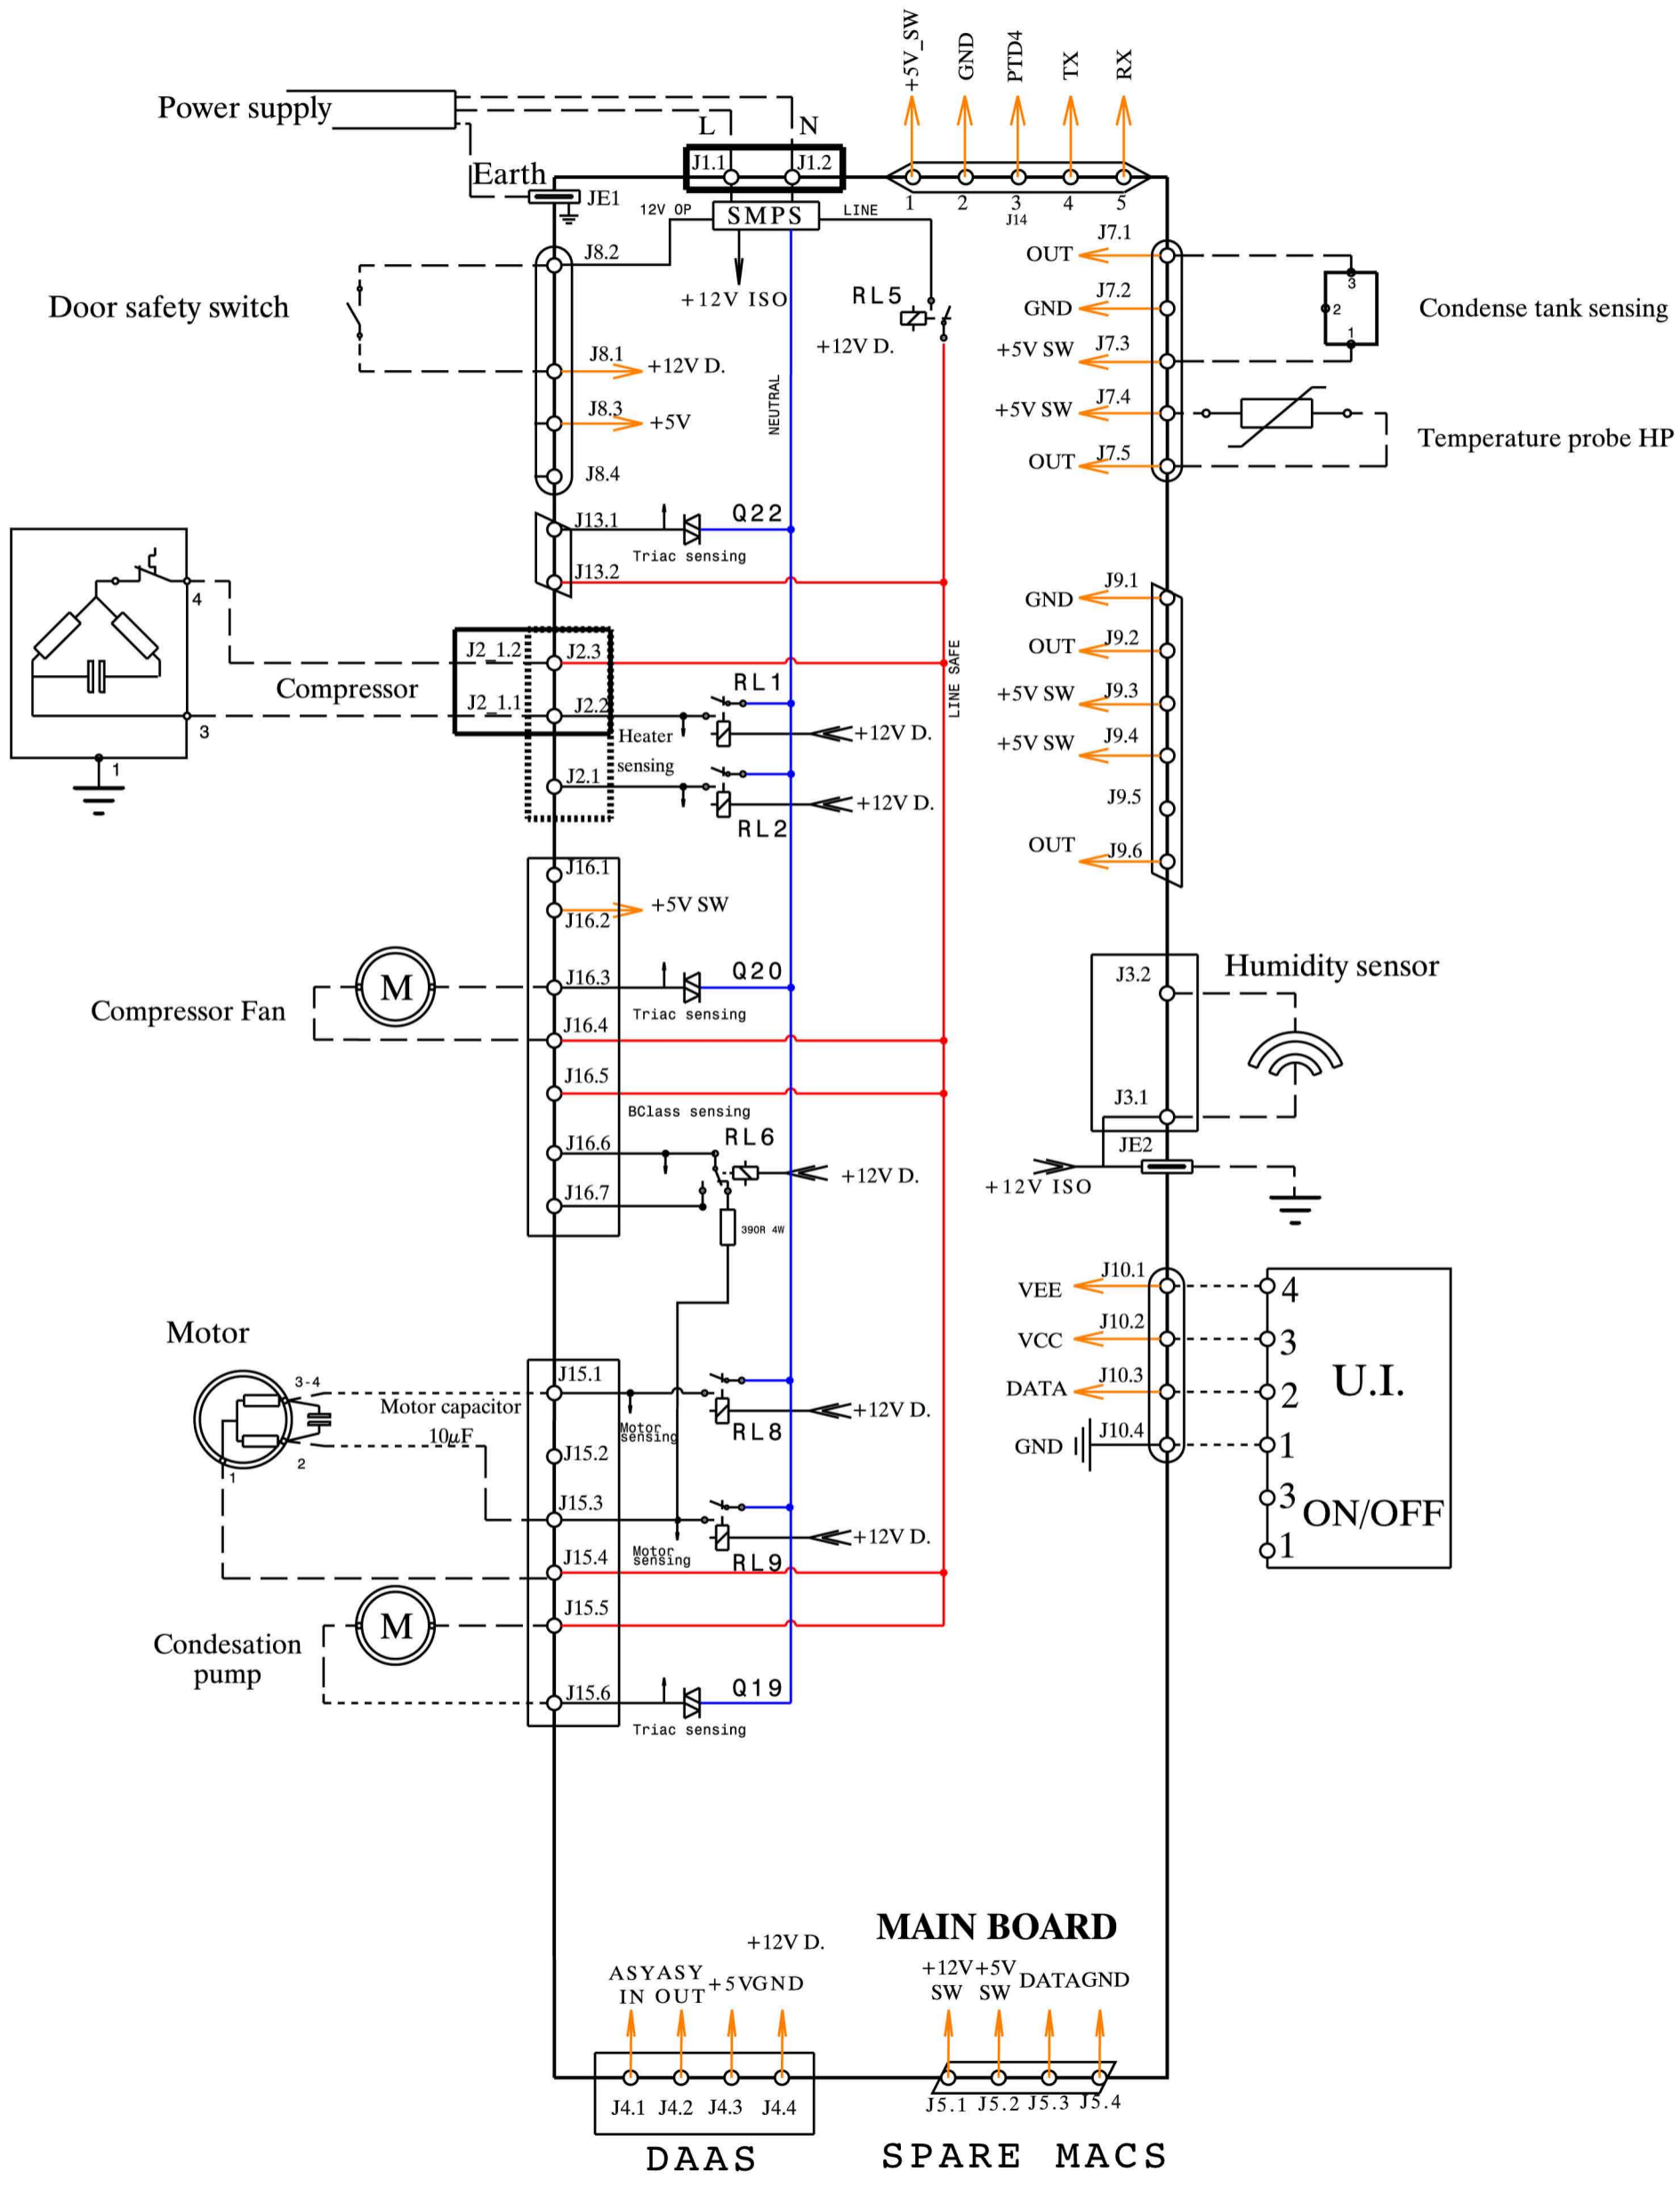 +5V_SW
GND
PTD4
TX
RX
Power supply
L
N
J1.1
J1.2
Earth
JE1
12V OP
SMPS
LINE
1
2
3
4
5
J14
J8.2
+12V ISO
RL5
+12V D.
Door safety switch
J8.1
+12V D.
J8.3
+5V
J8.4
NEUTRAL
OUT
J7.1
GND
J7.2
+5V SW
J7.3
+5V SW
J7.4
OUT
J7.5
3
2
1
Condense tank sensing
Temperature probe HP
J13.1
Q22
Triac sensing
J13.2
4
3
1
Compressor
J2_1.2
J2.3
J2_1.1
J2.2
RL1
Heater
sensing
+12V D.
J2.1
+12V D.
RL2
LINE SAFE
J9.1
GND
J9.2
OUT
J9.3
+5V SW
J9.4
+5V SW
J9.5
J9.6
OUT
J16.1
+5V SW
J16.2
M
Compressor Fan
J16.3
Q20
Triac sensing
J16.4
J16.5
BClass sensing
J16.6
RL6
+12V D.
J16.7
390R 4W
Humidity sensor
J3.2
J3.1
JE2
+12V ISO
Motor
3-4
1
2
Motor capacitor
10µF
J15.1
Motor
sensing
RL8
+12V D.
J15.2
J15.3
Motor
sensing
RL9
+12V D.
J15.4
J15.5
M
Condesation
pump
J15.6
Q19
Triac sensing
J10.1
VEE
J10.2
VCC
J10.3
DATA
J10.4
GND
4
3
2
1
3
1
U.I.
ON/OFF
MAIN BOARD
+12V D.
ASY
IN
ASY
OUT
+5V
GND
+12V
SW
+5V
SW
DATA
GND
J4.1
J4.2
J4.3
J4.4
J5.1
J5.2
J5.3
J5.4
DAAS
SPARE MACS